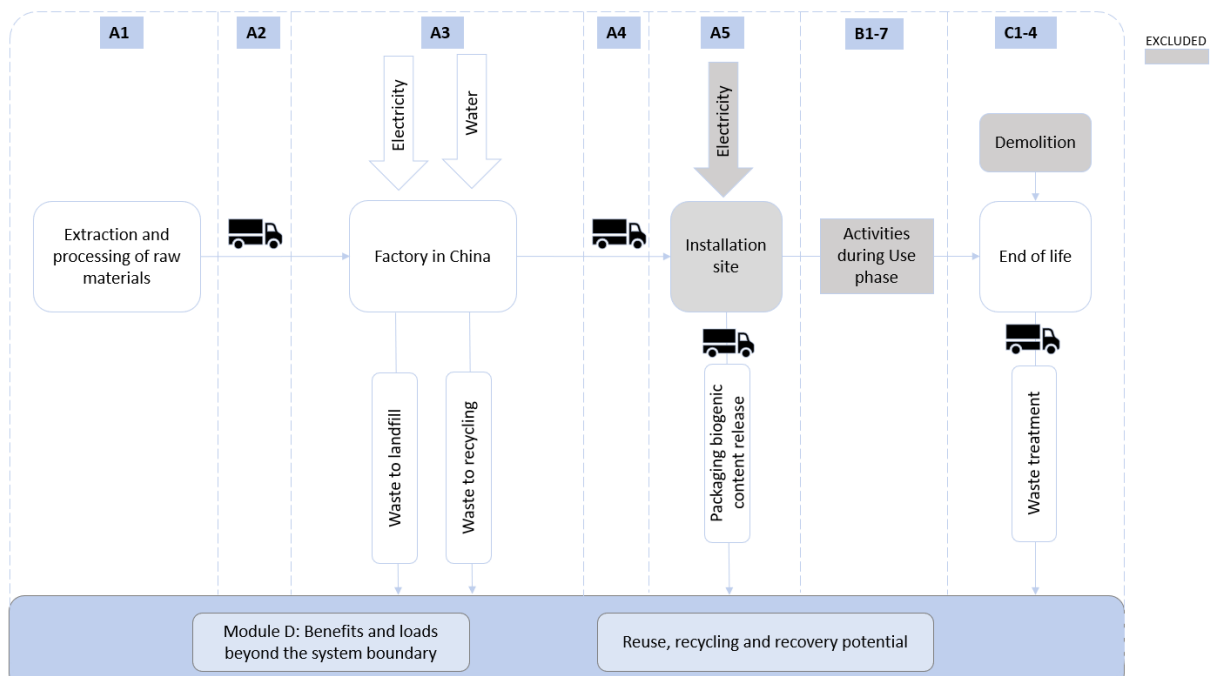 A1
A2
A3
A4
A5
B1-7
C1-4
EXCLUDED
Electricity
Water
Electricity
Demolition
Extraction and
processing of raw
materials
Factory in China
Installation
site
Activities
during Use
phase
End of life
Waste to landfill
Waste to recycling
Packaging biogenic
content release
Waste treatment
Module D: Benefits and loads
beyond the system boundary
Reuse, recycling and recovery potential